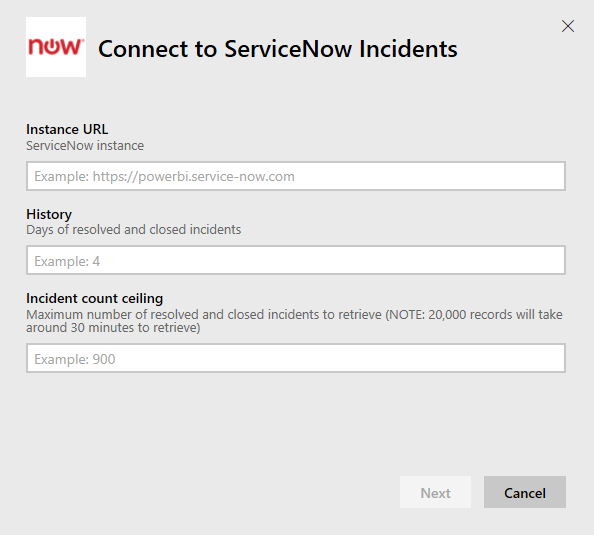 now
Connect to ServiceNow Incidents
Instance URL
ServiceNow instance
Example: https://powerbi.service-now.com
History
Days of resolved and closed incidents
Example: 4
Incident count ceiling
Maximum number of resolved and closed incidents to retrieve (NOTE: 20,000 records will take
around 30 minutes to retrieve)
Example: 900
Next
Cancel